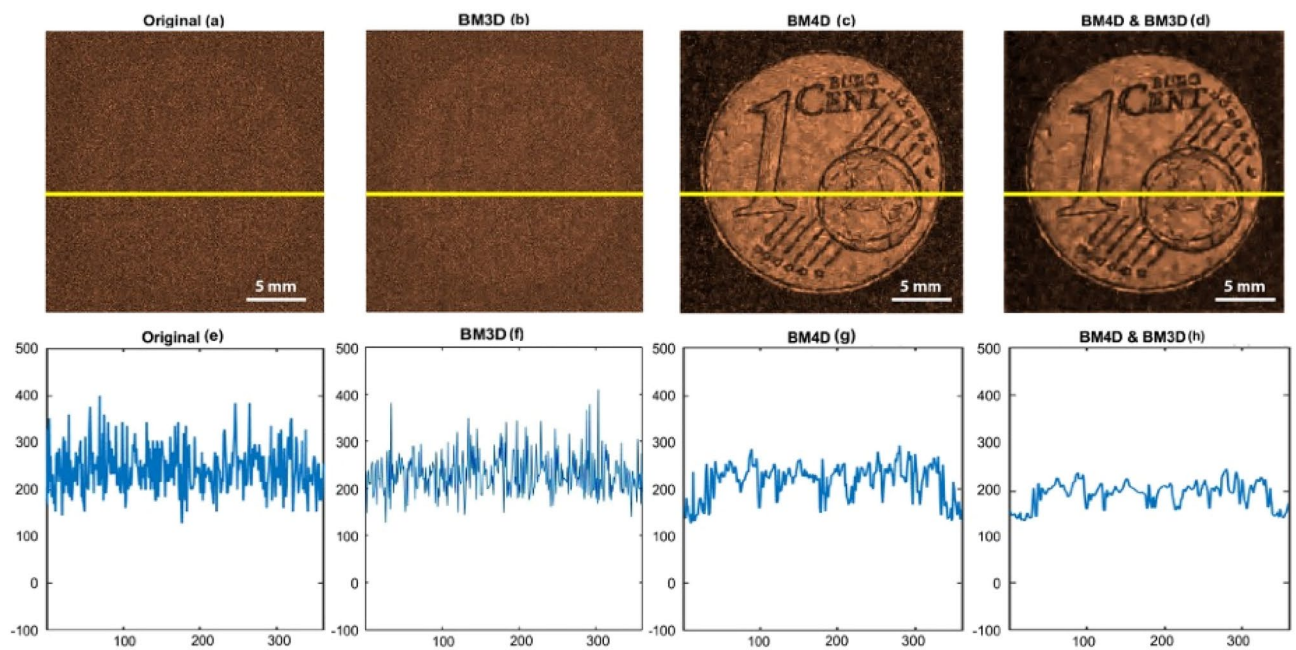 Original (a) BM3D (b) BM4D (c) BM4D & BM3D (d)
1 EURO CENT 1 EURO CENT
5 mm 5 mm 5 mm
Original (e) BM3D (f) BM4D (g) BM4D & BM3D (h)
500 500 500 500
400 400 400 400
300 300 300 300
200 200 200 200
100 100 100 100
0 0 0 0
-100 -100 -100 -100
100 200 300 100 200 300 100 200 300 100 200 300